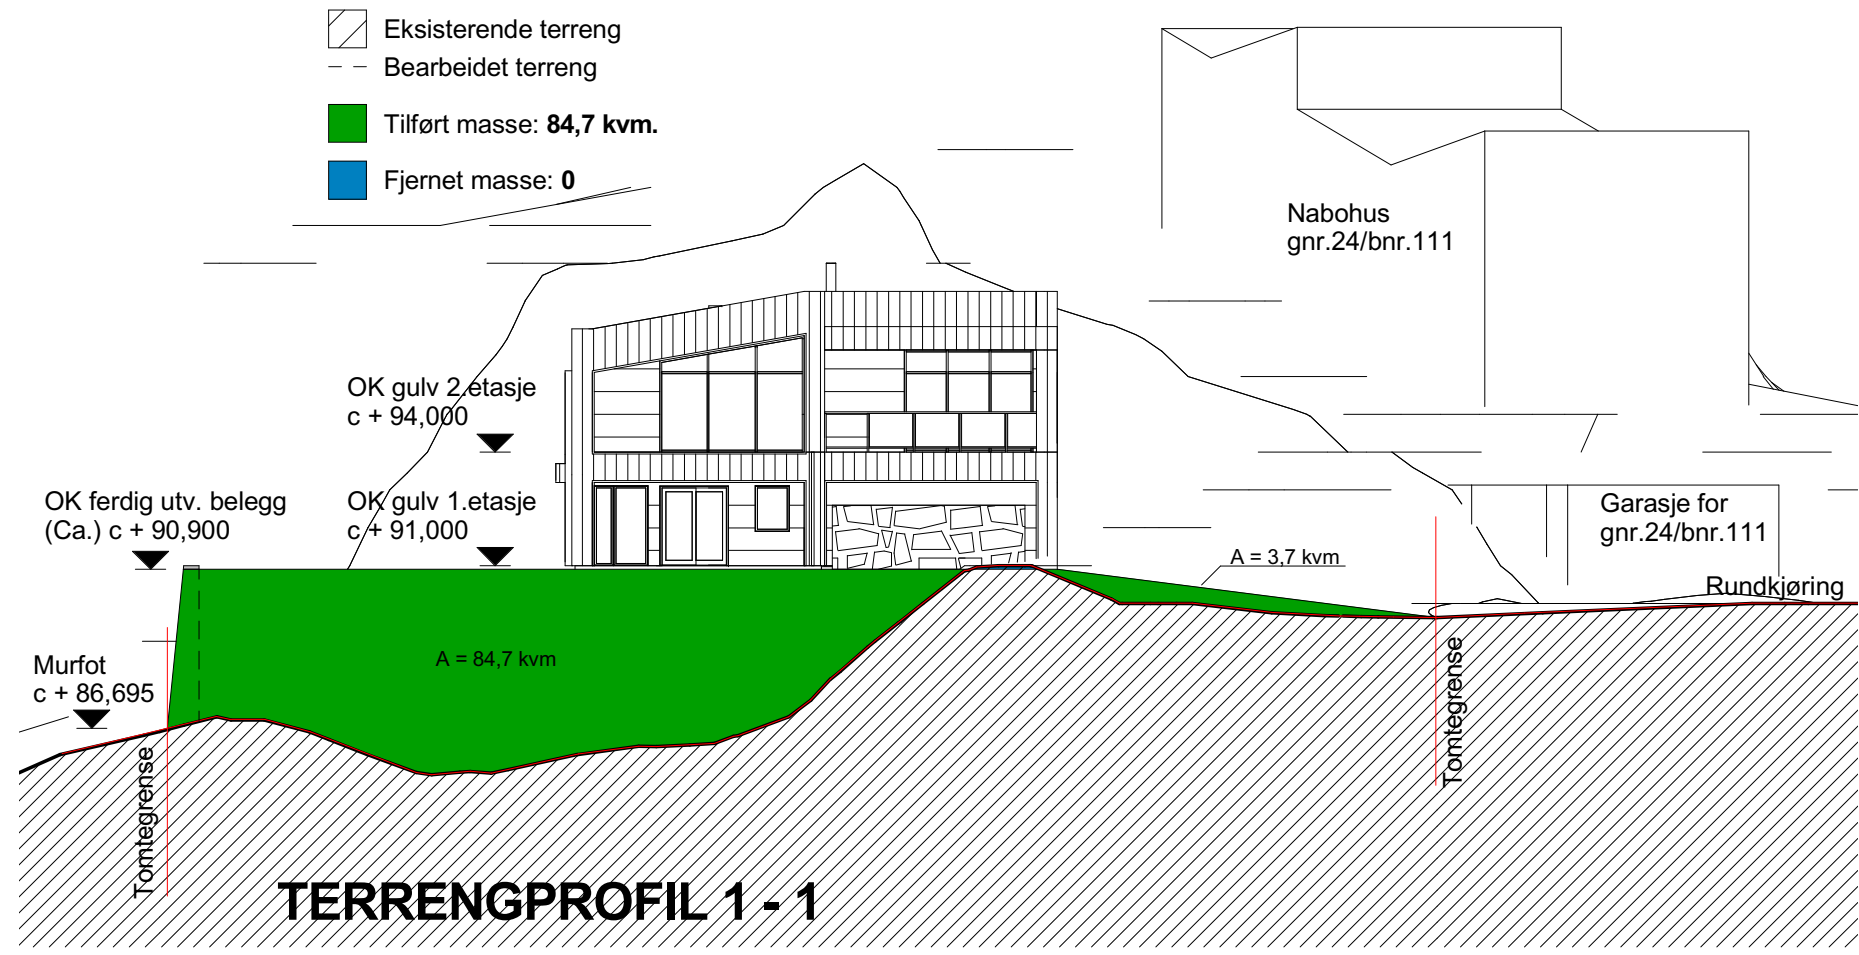 Eksisterende terreng
Bearbeidet terreng
Tilført masse: 84,7 kvm.
Fjernet masse: 0
Nabohus
gnr.24/bnr.111
OK gulv 2.etasje
c + 94,000
OK ferdig utv. belegg
(Ca.) c + 90,900
OK gulv 1.etasje
c + 91,000
Garasje for
gnr.24/bnr.111
A = 3,7 kvm
Rundkjøring
A = 84,7 kvm
Murfot
c + 86,695
Tomtegrense
Tomtegrense
TERRENGPROFIL 1 - 1